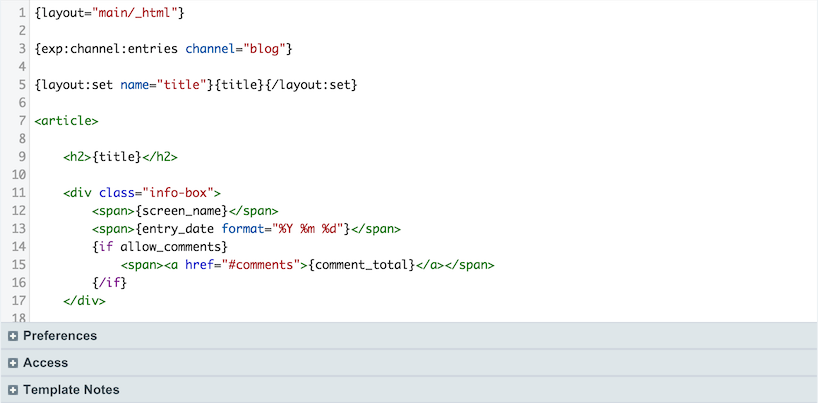 1 {layout="main/_html"}
2
3 {exp:channel:entries channel="blog"}
4
5 {layout:set name="title"}{title}{/layout:set}
6
7 <article>
8
9 <h2>{title}</h2>
10
11 <div class="info-box">
12 <span>{screen_name}</span>
13 <span>{entry_date format="%Y %m %d"}</span>
14 {if allow_comments}
15 <span><a href="#comments">{comment_total}</a></span>
16 {/if}
17 </div>
18
Preferences
Access
Template Notes